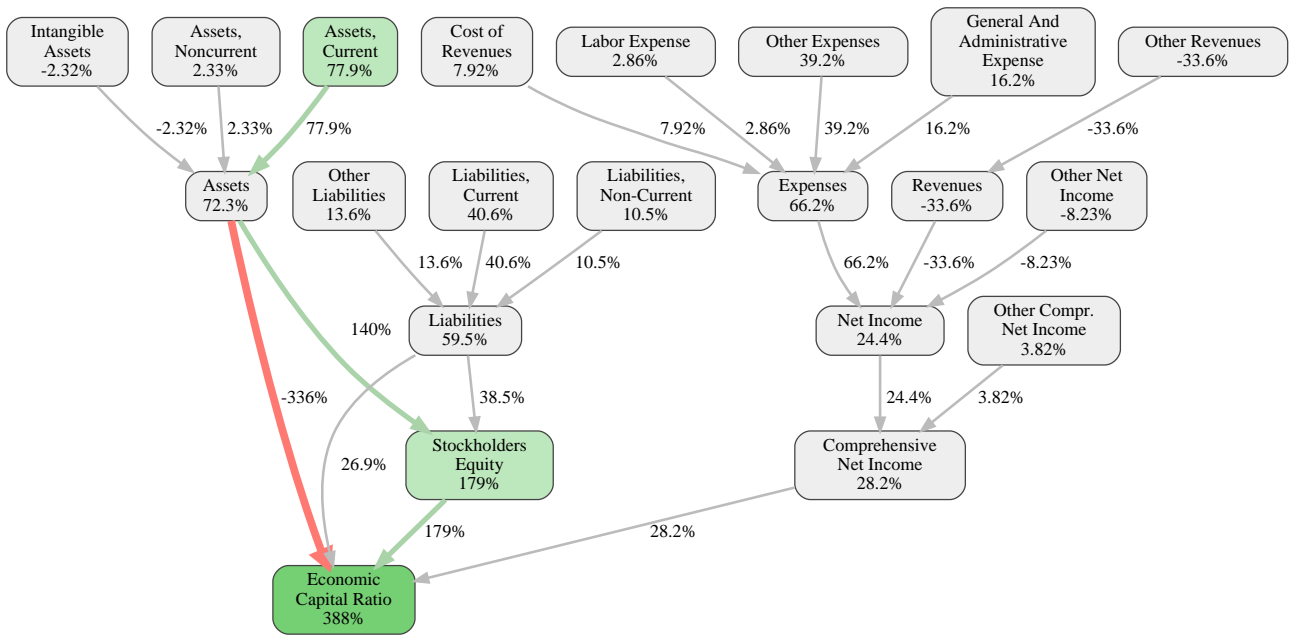 Intangible
Assets
-2.32%
Assets,
Noncurrent
2.33%
Assets,
Current
77.9%
Cost of
Revenues
7.92%
Labor Expense
2.86%
Other Expenses
39.2%
General And
Administrative
Expense
16.2%
Other Revenues
-33.6%
-2.32%
2.33%
77.9%
7.92%
2.86%
39.2%
16.2%
-33.6%
Assets
72.3%
Other
Liabilities
13.6%
Liabilities,
Current
40.6%
Liabilities,
Non-Current
10.5%
Expenses
66.2%
Revenues
-33.6%
Other Net
Income
-8.23%
13.6%
40.6%
10.5%
66.2%
-33.6%
-8.23%
140%
Liabilities
59.5%
Net Income
24.4%
Other Compr.
Net Income
3.82%
-336%
38.5%
24.4%
3.82%
26.9%
Stockholders
Equity
179%
Comprehensive
Net Income
28.2%
179%
28.2%
Economic
Capital Ratio
388%